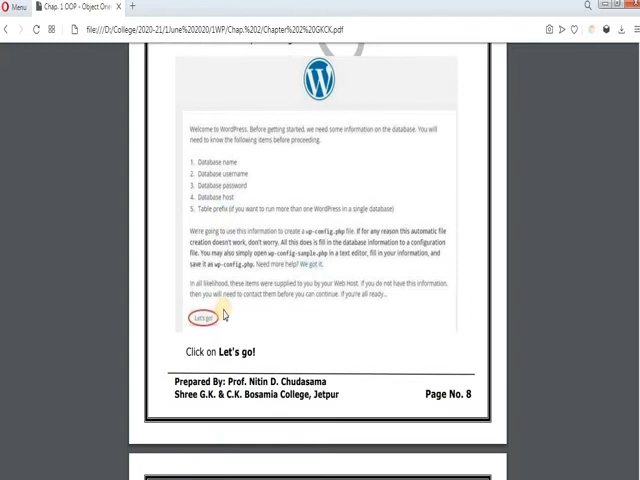 Menu
Chap. 1 OOP - Object Orien
file:///D:/College/2020-21/1June%202020/1WP/Chap.%202/Chapter%202%20GKCK.pdf
Welcome to WordPress. Before getting started, we need some information on the database. You will
need to know the following items before proceeding.
1. Database name
2. Database username
3. Database password
4. Database host
5. Table prefix (if you want to run more than one WordPress in a single database)
We're going to use this information to create a wp-config.php file. If for any reason this automatic file
creation doesn't work, don't worry. All this does is fill in the database information to a configuration
file. You may also simply open wp-config-sample.php in a text editor, fill in your information, and
save it as wp-config.php. Need more help? We got it.
In all likelihood, these items were supplied to you by your Web Host. If you do not have this information,
then you will need to contact them before you can continue. If you're all ready...
Let's go!
Click on Let's go!
Prepared By: Prof. Nitin D. Chudasama
Shree G.K. & C.K. Bosamia College, Jetpur
Page No. 8